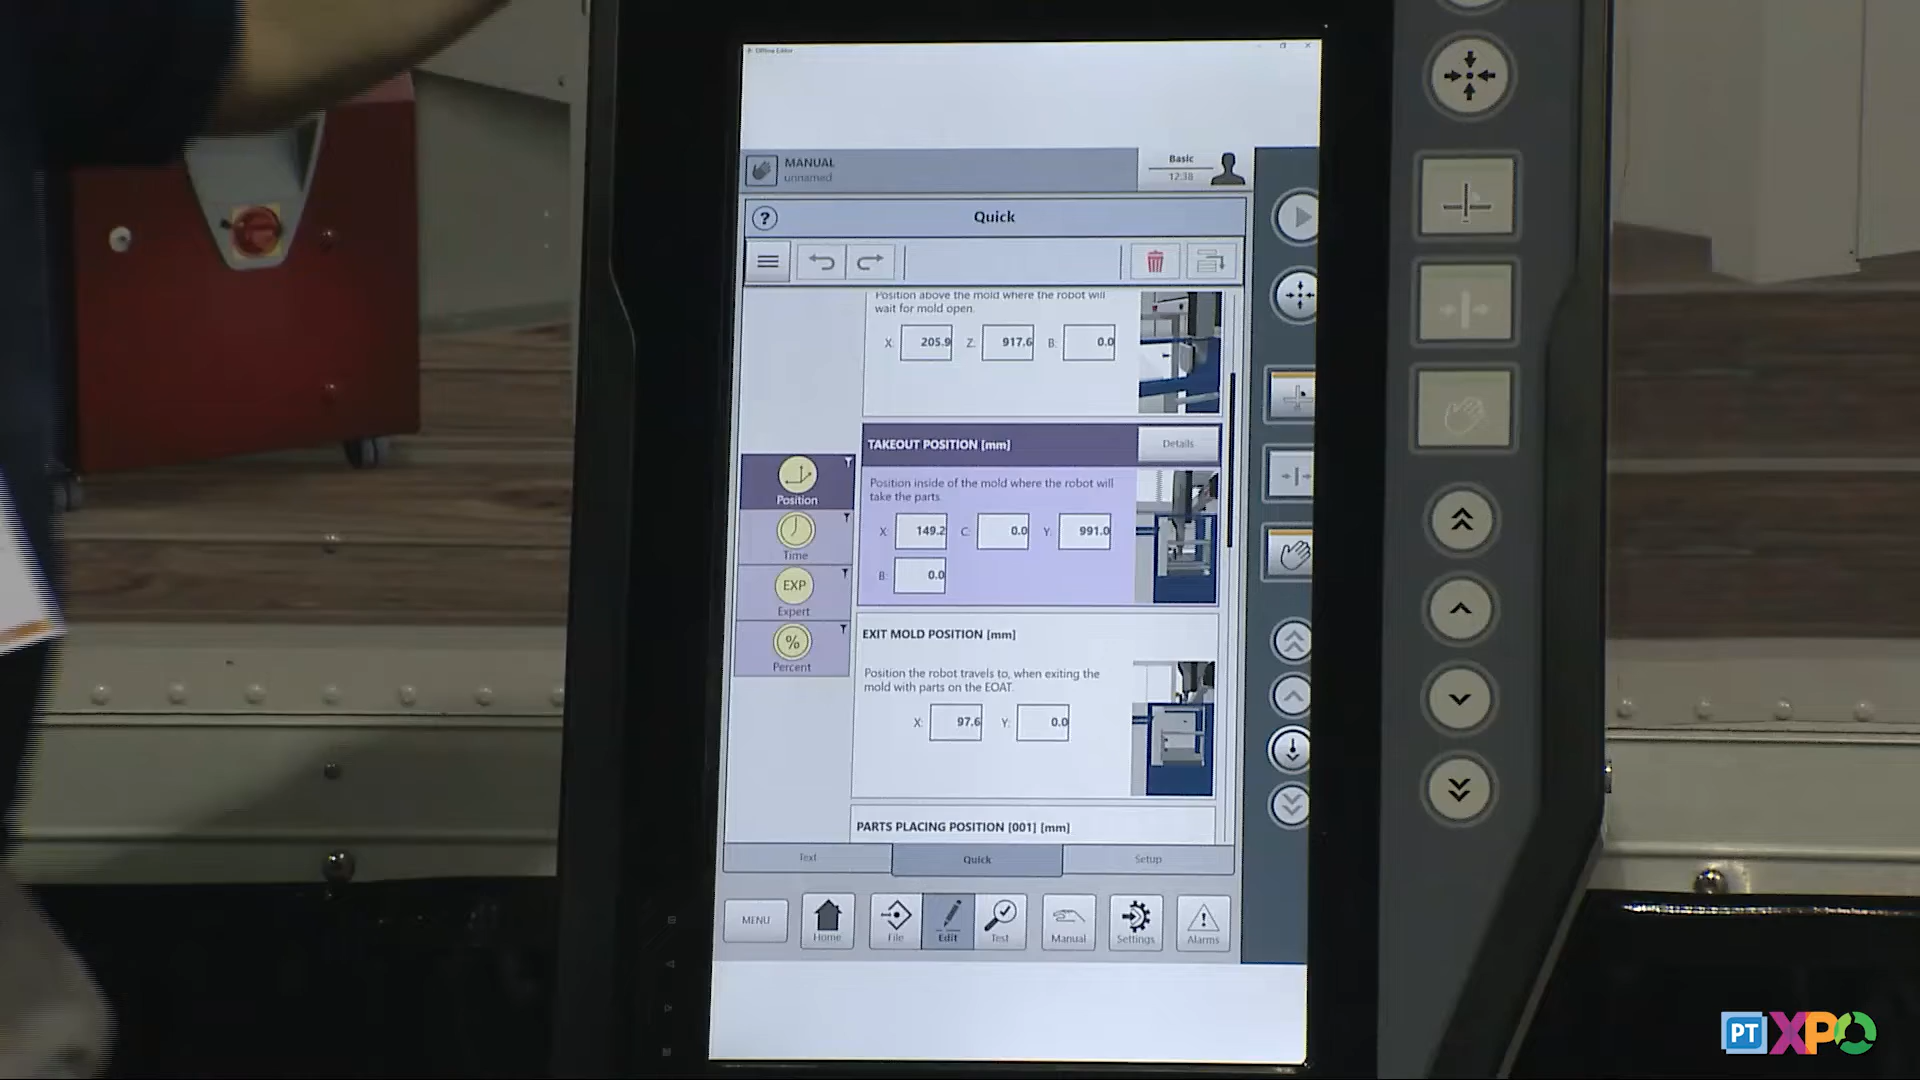 Offline Editor
MANUAL
unnamed
Basic
12:38
?
Quick
Position above the mold where the robot will
wait for mold open.
X: 205.9 Z: 917.6 B: 0.0
TAKEOUT POSITION [mm]
Details
Position inside of the mold where the robot will
take the parts.
X: 149.2 C: 0.0 Y: 991.0
B: 0.0
Position
Time
EXP
Expert
%
Percent
EXIT MOLD POSITION [mm]
Position the robot travels to, when exiting the
mold with parts on the EOAT.
X: 97.6 Y: 0.0
PARTS PLACING POSITION [001] [mm]
Text
Quick
Setup
MENU
Home
File
Edit
Test
Manual
Settings
Alarms
PT XPO